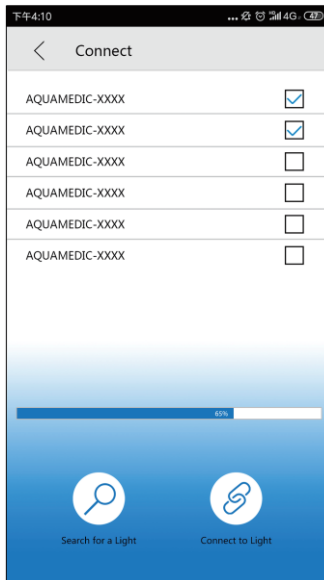 下午4:10 ... 4G 47
Connect
AQUAMEDIC-XXXX
AQUAMEDIC-XXXX
AQUAMEDIC-XXXX
AQUAMEDIC-XXXX
AQUAMEDIC-XXXX
AQUAMEDIC-XXXX
65%
Search for a Light
Connect to Light